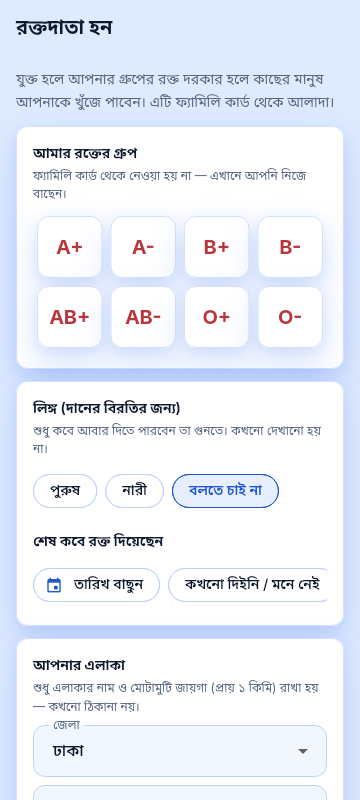 রক্তদাতা হন
যুক্ত হলে আপনার গ্রুপের রক্ত দরকার হলে কাছের মানুষ
আপনাকে খুঁজে পাবেন। এটি ফ্যামিলি কার্ড থেকে আলাদা।
আমার রক্তের গ্রুপ
ফ্যামিলি কার্ড থেকে নেওয়া হয় না — এখানে আপনি নিজে
বাছেন।
A+ A- B+ B-
AB+ AB- O+ O-
লিঙ্গ (দানের বিরতির জন্য)
শুধু কবে আবার দিতে পারবেন তা গুনতে। কখনো দেখানো হয়
না।
পুরুষ নারী বলতে চাই না
শেষ কবে রক্ত দিয়েছেন
তারিখ বাছুন কখনো দিইনি / মনে নেই
আপনার এলাকা
শুধু এলাকার নাম ও মোটামুটি জায়গা (প্রায় ১ কিমি) রাখা হয়
— কখনো ঠিকানা নয়।
জেলা
ঢাকা